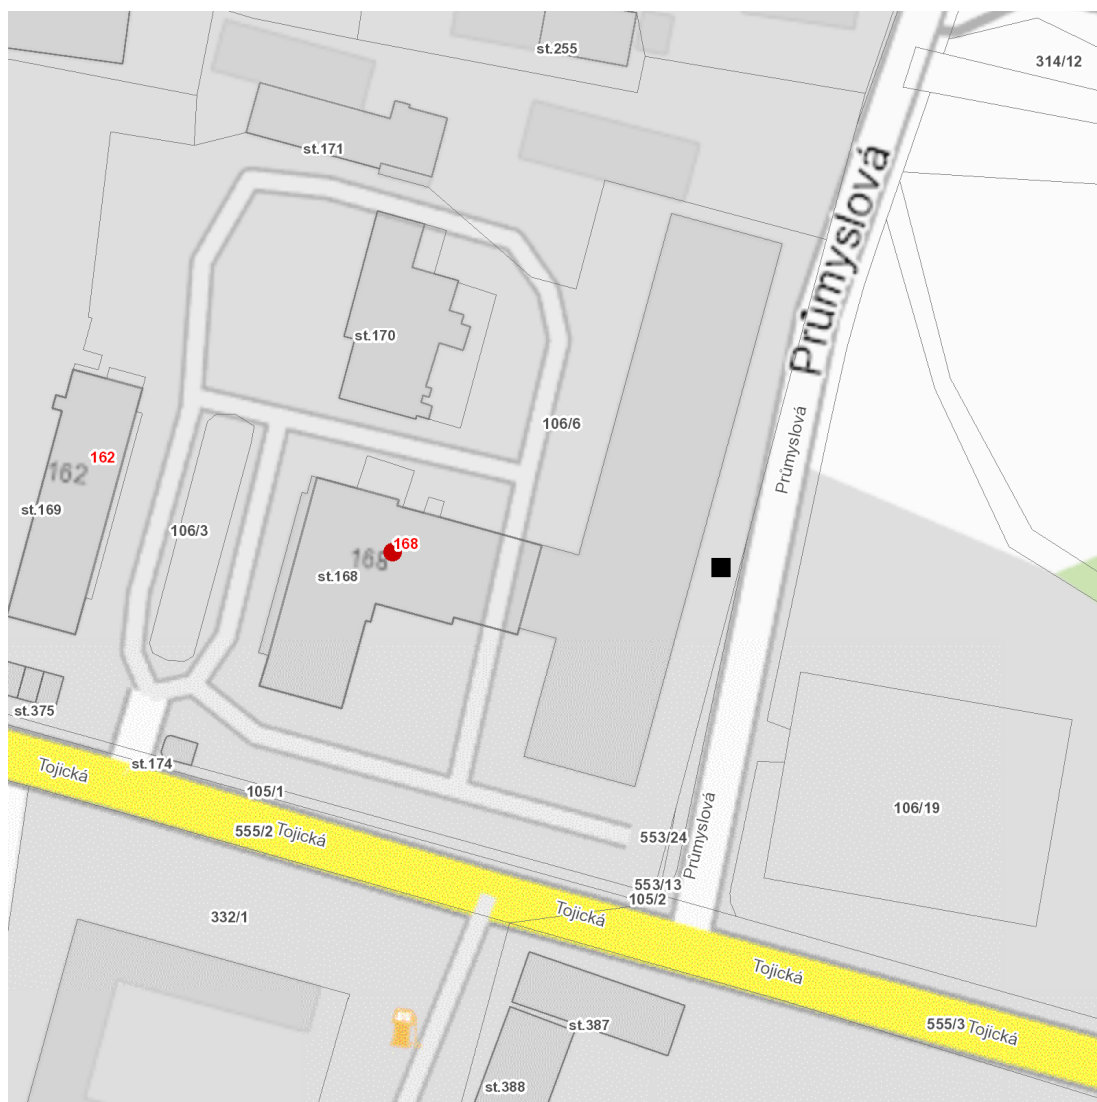 st.255
314/12
st.171
Průmyslová
st.170
106/6
Průmyslová
162
162
st.169
106/3
168
168
st.168
st.375
st.174
Tojická
105/1
555/2 Tojická
Průmyslová
106/19
553/24
553/13
105/2
332/1
Tojická
Tojická
st.387
555/3 Tojická
st.388